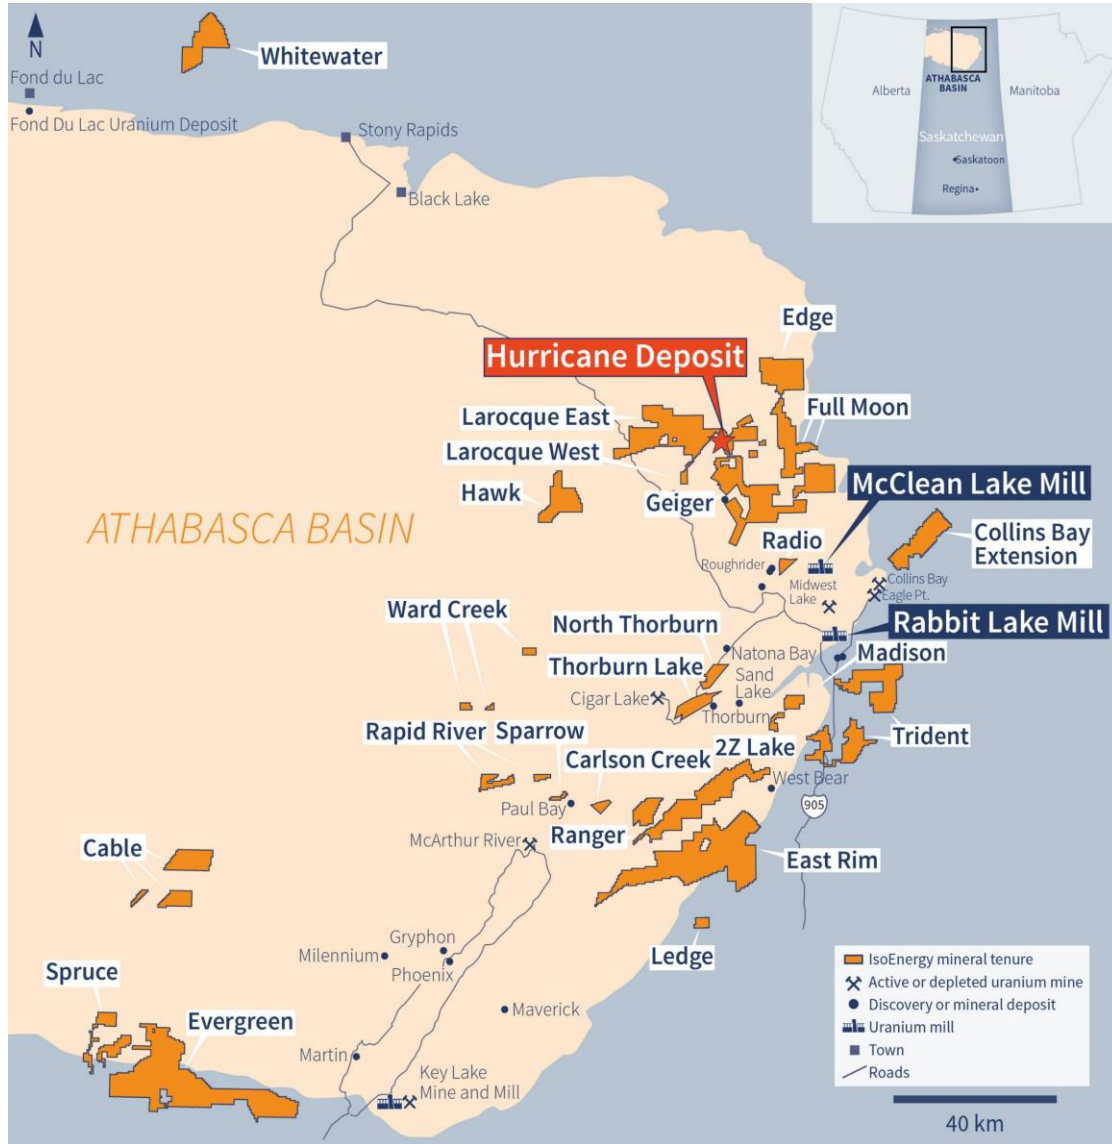 N
Whitewater
Fond du Lac
Fond Du Lac Uranium Deposit
Stony Rapids
Black Lake
Alberta
ATHABASCA
BASIN
Manitoba
Saskatchewan
Saskatoon
Regina
Edge
Hurricane Deposit
Larocque East
Full Moon
Larocque West
Hawk
Geiger
McClean Lake Mill
ATHABASCA BASIN
Collins Bay
Extension
Radio
Roughrider
Midwest
Lake
Collins Bay
Eagle Pt.
Ward Creek
North Thorburn
Rabbit Lake Mill
Natona Bay
Madison
Thorburn Lake
Sand
Lake
Cigar Lake
Thorburn
Rapid River
Sparrow
2Z Lake
Trident
Carlson Creek
West Bear
Paul Bay
905
McArthur River
Ranger
Cable
East Rim
Gryphon
Milennium
Phoenix
Ledge
Spruce
Evergreen
Maverick
Martin
Key Lake
Mine and Mill
IsoEnergy mineral tenure
Active or depleted uranium mine
Discovery or mineral deposit
Uranium mill
Town
Roads
40 km